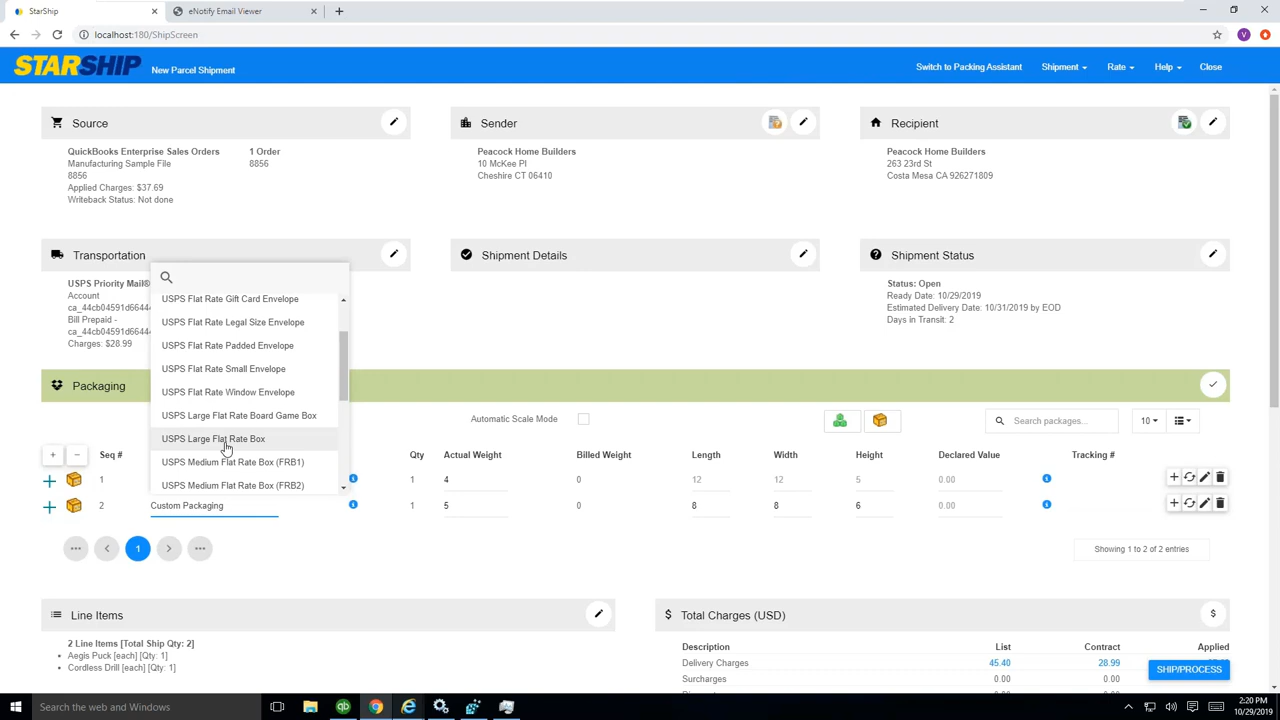 StarShip
eNotify Email Viewer
localhost:180/ShipScreen
V
STARSHIP
New Parcel Shipment
Switch to Packing Assistant
Shipment
Rate
Help
Close
Source
QuickBooks Enterprise Sales Orders
1 Order
Manufacturing Sample File
8856
8856
Applied Charges: $37.69
Writeback Status: Not done
Sender
Peacock Home Builders
10 McKee Pl
Cheshire CT 06410
Recipient
Peacock Home Builders
263 23rd St
Costa Mesa CA 926271809
Transportation
USPS Priority Mail®
Account
ca_44cb04591d6644
Bill Prepaid -
ca_44cb04591d6644
Charges: $28.99
Shipment Details
Shipment Status
Status: Open
Ready Date: 10/29/2019
Estimated Delivery Date: 10/31/2019 by EOD
Days in Transit: 2
USPS Flat Rate Gift Card Envelope
USPS Flat Rate Legal Size Envelope
USPS Flat Rate Padded Envelope
USPS Flat Rate Small Envelope
USPS Flat Rate Window Envelope
USPS Large Flat Rate Board Game Box
USPS Large Flat Rate Box
USPS Medium Flat Rate Box (FRB1)
USPS Medium Flat Rate Box (FRB2)
Packaging
Automatic Scale Mode
Search packages...
10
+ - Seq # Qty Actual Weight Billed Weight Length Width Height Declared Value Tracking #
1 1 4 0 12 12 5 0.00
2 Custom Packaging 1 5 0 8 8 6 0.00
1
Showing 1 to 2 of 2 entries
Line Items
2 Line Items [Total Ship Qty: 2]
Aegis Puck [each] [Qty: 1]
Cordless Drill [each] [Qty: 1]
$ Total Charges (USD)
$
Description List Contract Applied
Delivery Charges 45.40 28.99
Surcharges 0.00 0.00
SHIP/PROCESS
Search the web and Windows
2:20 PM
10/29/2019